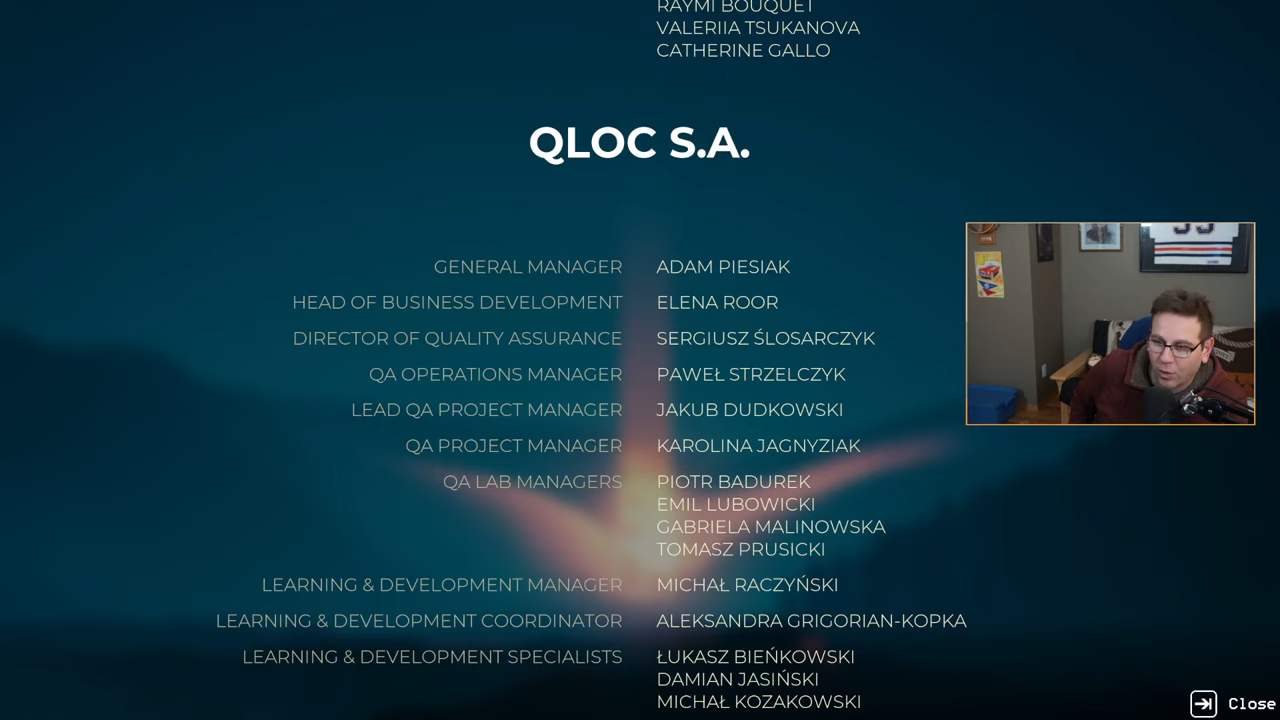 RAYMI BOUQUET
VALERIIA TSUKANOVA
CATHERINE GALLO
QLOC S.A.
GENERAL MANAGER ADAM PIESIAK
HEAD OF BUSINESS DEVELOPMENT ELENA ROOR
DIRECTOR OF QUALITY ASSURANCE SERGIUSZ ŚLOSARCZYK
QA OPERATIONS MANAGER PAWEŁ STRZELCZYK
LEAD QA PROJECT MANAGER JAKUB DUDKOWSKI
QA PROJECT MANAGER KAROLINA JAGNYZIAK
QA LAB MANAGERS PIOTR BADUREK
EMIL LUBOWICKI
GABRIELA MALINOWSKA
TOMASZ PRUSICKI
LEARNING & DEVELOPMENT MANAGER MICHAŁ RACZYŃSKI
LEARNING & DEVELOPMENT COORDINATOR ALEKSANDRA GRIGORIAN-KOPKA
LEARNING & DEVELOPMENT SPECIALISTS ŁUKASZ BIEŃKOWSKI
DAMIAN JASIŃSKI
MICHAŁ KOZAKOWSKI
Close